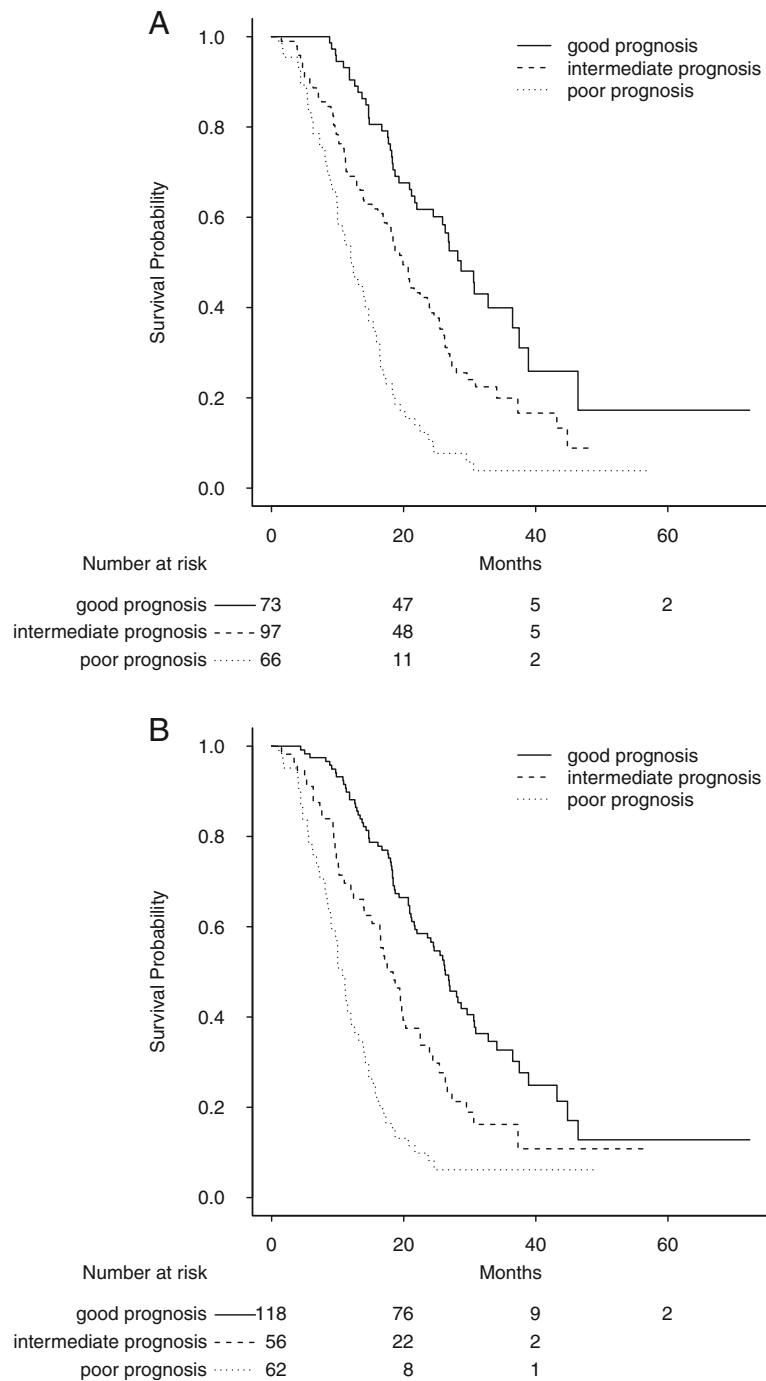 A
good prognosis
intermediate prognosis
poor prognosis
1.0
0.8
0.6
0.4
0.2
0.0
Survival Probability
0 20 40 60
Number at risk Months
good prognosis 73 47 5 2
intermediate prognosis 97 48 5
poor prognosis 66 11 2
B
good prognosis
intermediate prognosis
poor prognosis
1.0
0.8
0.6
0.4
0.2
0.0
Survival Probability
0 20 40 60
Number at risk Months
good prognosis 118 76 9 2
intermediate prognosis 56 22 2
poor prognosis 62 8 1